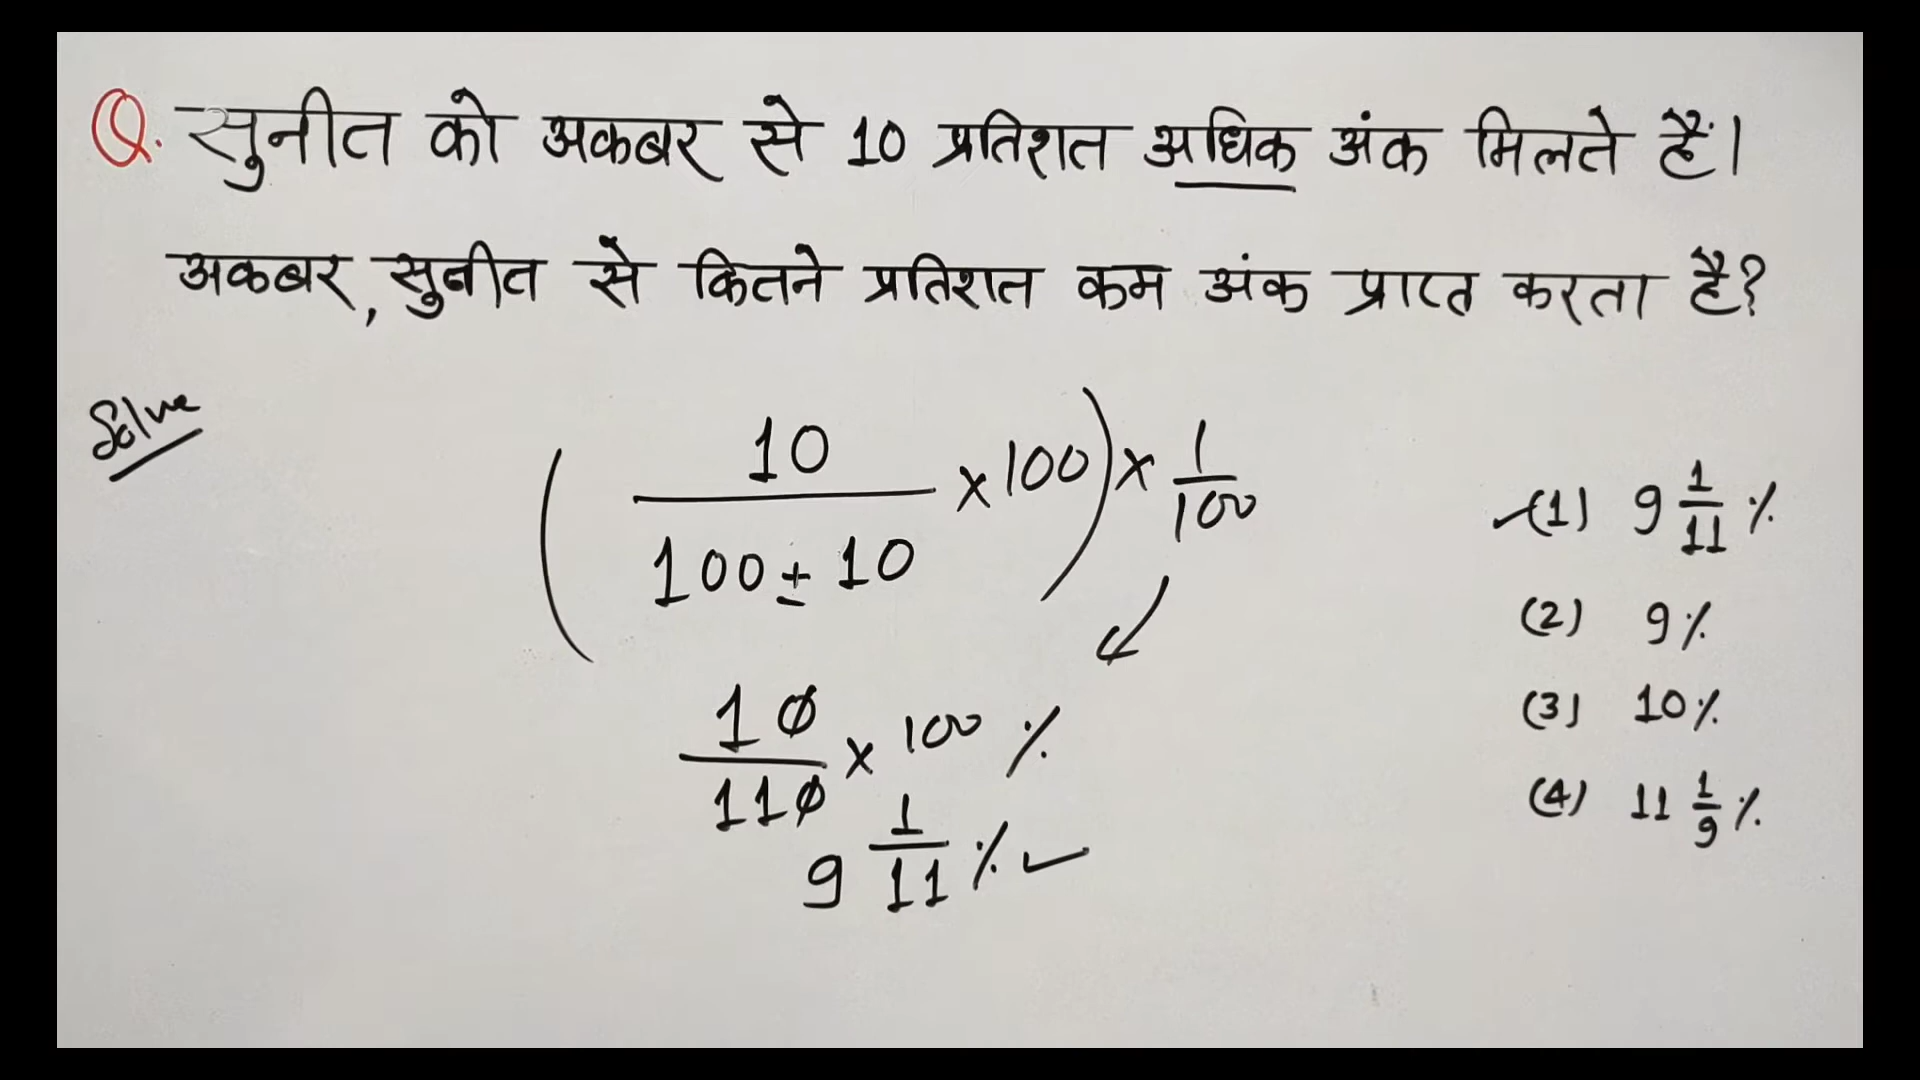 Q. सुनीत को अकबर से 10 प्रतिशत अधिक अंक मिलते हैं।
अकबर, सुनीत से कितने प्रतिशत कम अंक प्राप्त करता है?
Solve
( 10 / 100 ± 10 × 100 ) × 1/100
10/110 × 100 %
9 1/11 % ✓
✓(1) 9 1/11 %
(2) 9 %
(3) 10 %
(4) 11 1/9 %